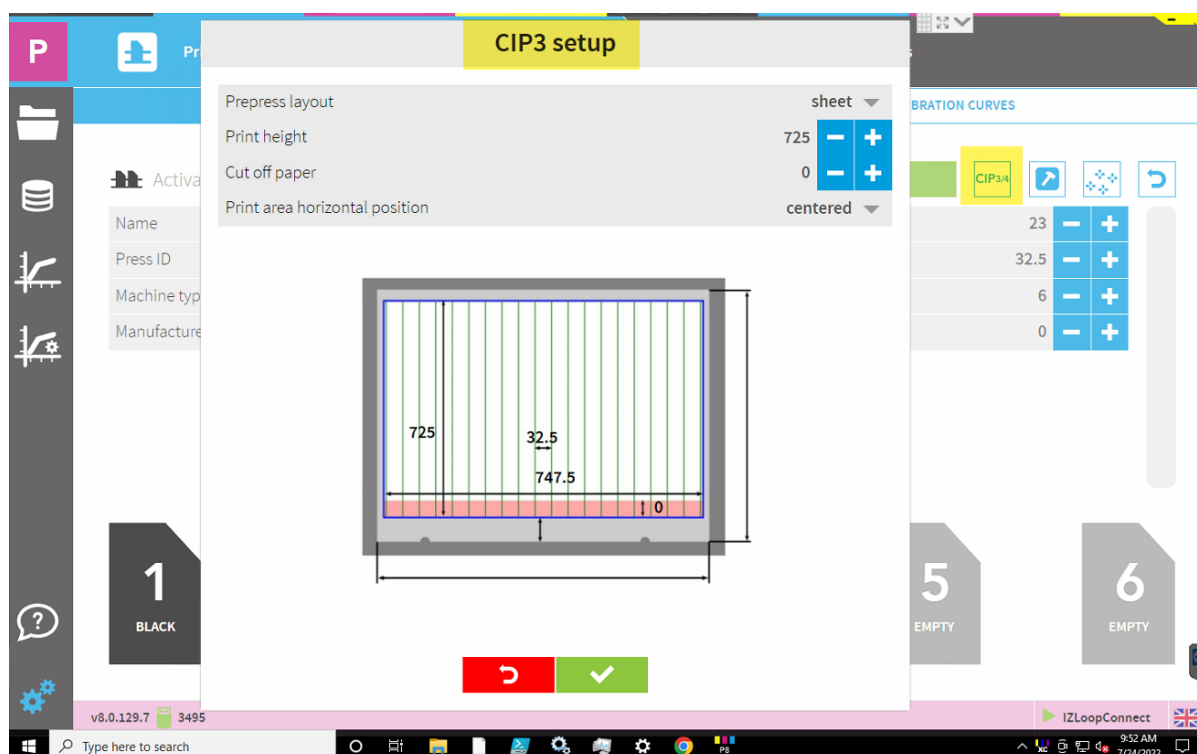 CIP3 setup
P
Pr
s
Prepress layout sheet
Print height 725
Cut off paper 0
Print area horizontal position centered
BRATION CURVES
Activa
CIP3/4
Name 23
Press ID 32.5
Machine typ 6
Manufacture 0
725
32.5
747.5
0
1
BLACK
5
EMPTY
6
EMPTY
v8.0.129.7 3495
IZLoopConnect
Type here to search
P8
9:52 AM
7/24/2022